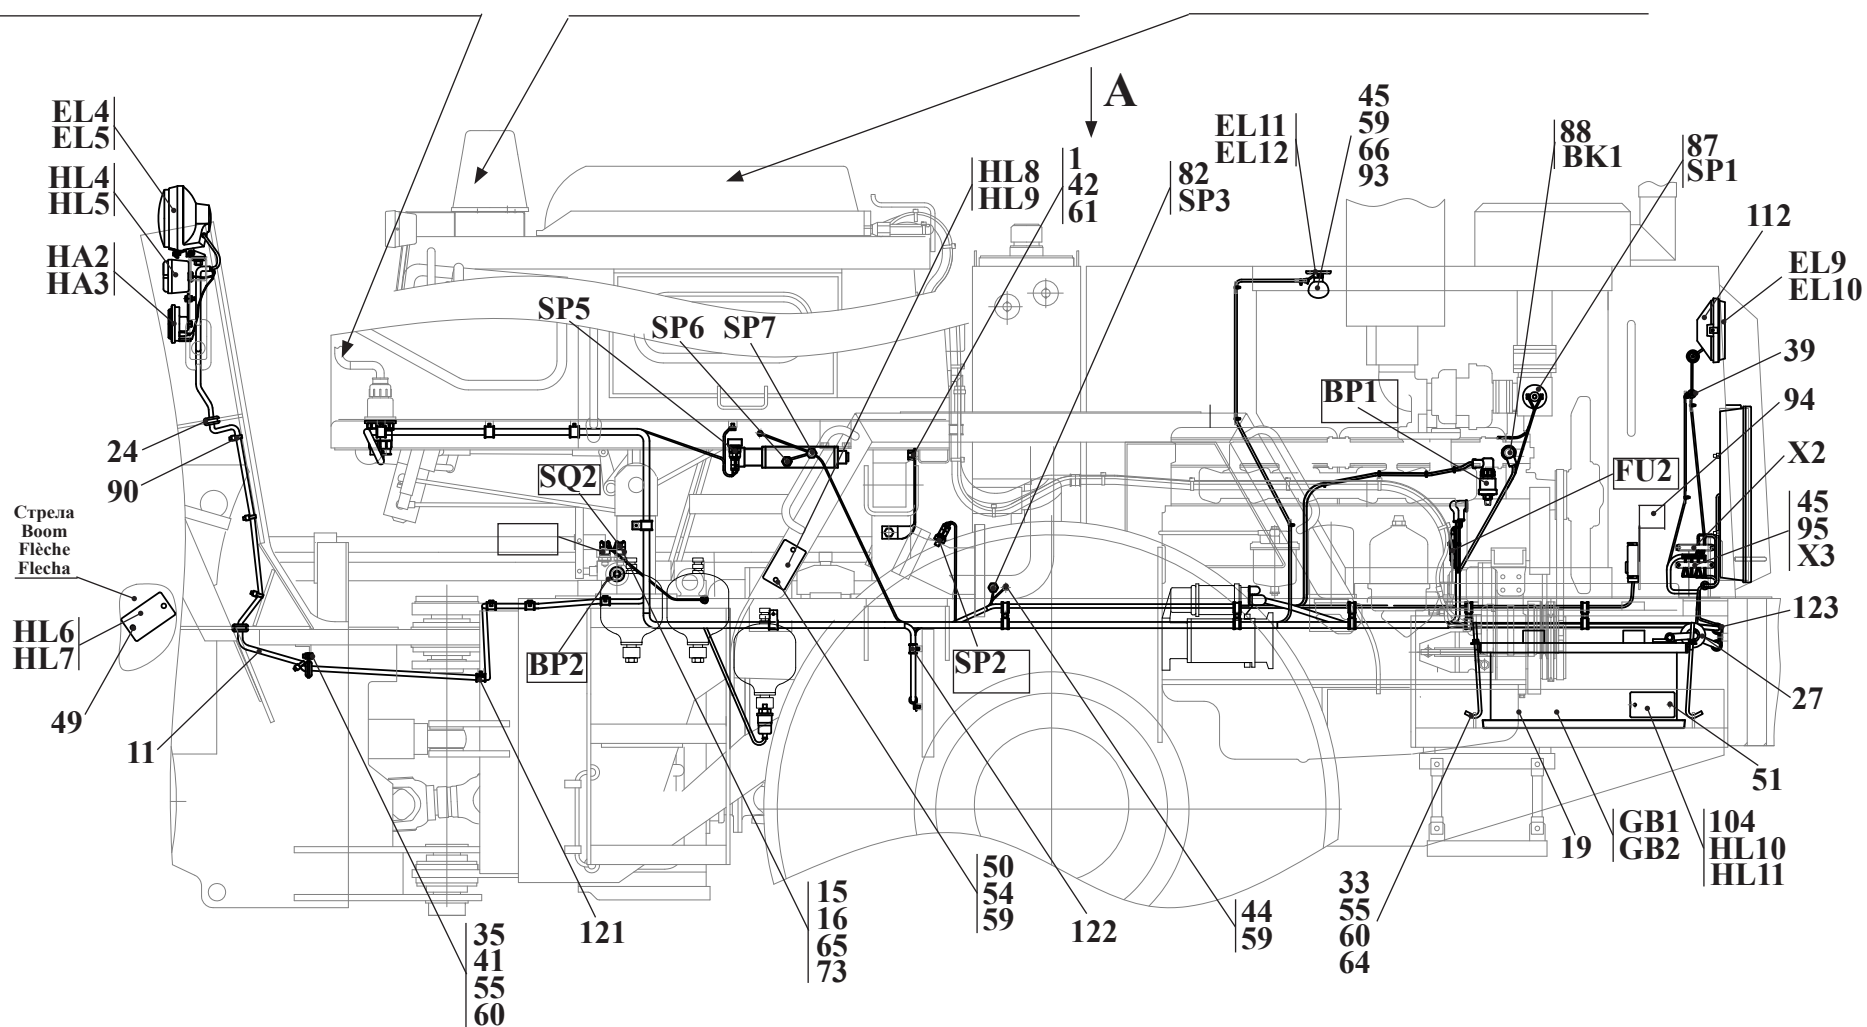 A
EL4
EL5
HL4
HL5
HA2
HA3
HL8
HL9
1
42
61
82
SP3
EL11
EL12
45
59
66
93
88
BK1
87
SP1
112
EL9
EL10
39
94
X2
45
95
X3
SP5
SP6
SP7
BP1
FU2
SQ2
24
90
Стрела
Boom
Flèche
Flecha
HL6
HL7
49
11
BP2
SP2
123
27
51
104
HL10
HL11
GB1
GB2
19
33
55
60
64
44
59
122
50
54
59
15
16
65
73
121
35
41
55
60